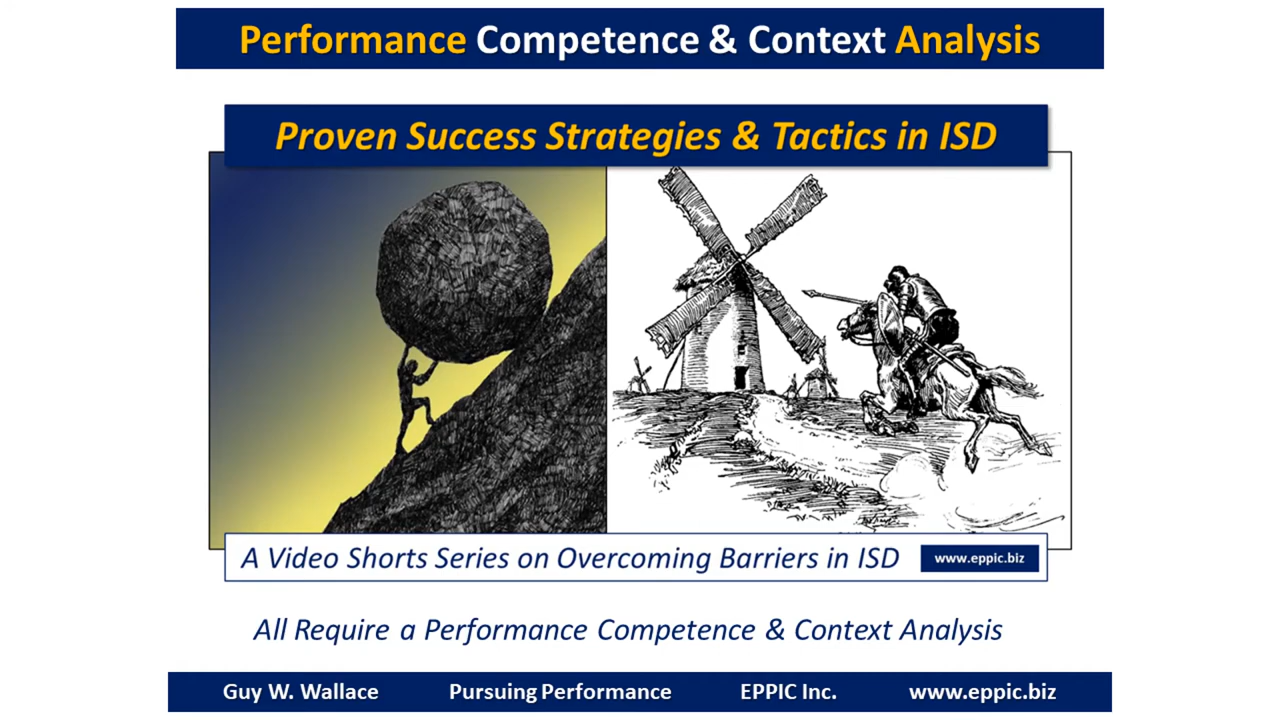 Performance Competence & Context Analysis
Proven Success Strategies & Tactics in ISD
A Video Shorts Series on Overcoming Barriers in ISD
www.eppic.biz
All Require a Performance Competence & Context Analysis
Guy W. Wallace Pursuing Performance EPPIC Inc. www.eppic.biz